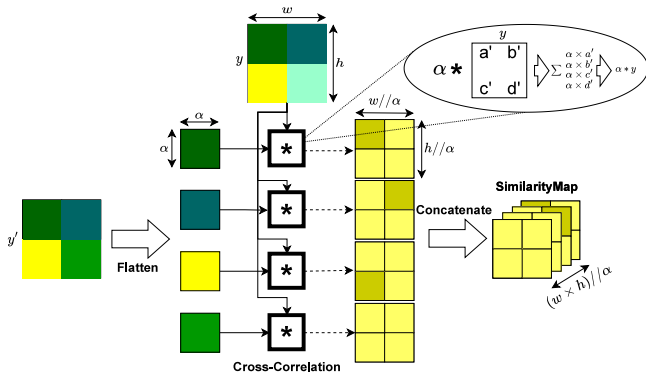 w
y
h
y
α *
a' b'
c' d'
∑
α × a'
α × b'
α × c'
α × d'
α * y
α
α
*
w//α
h//α
y'
Flatten
*
*
*
Cross-Correlation
Concatenate
SimilarityMap
(w × h)//α